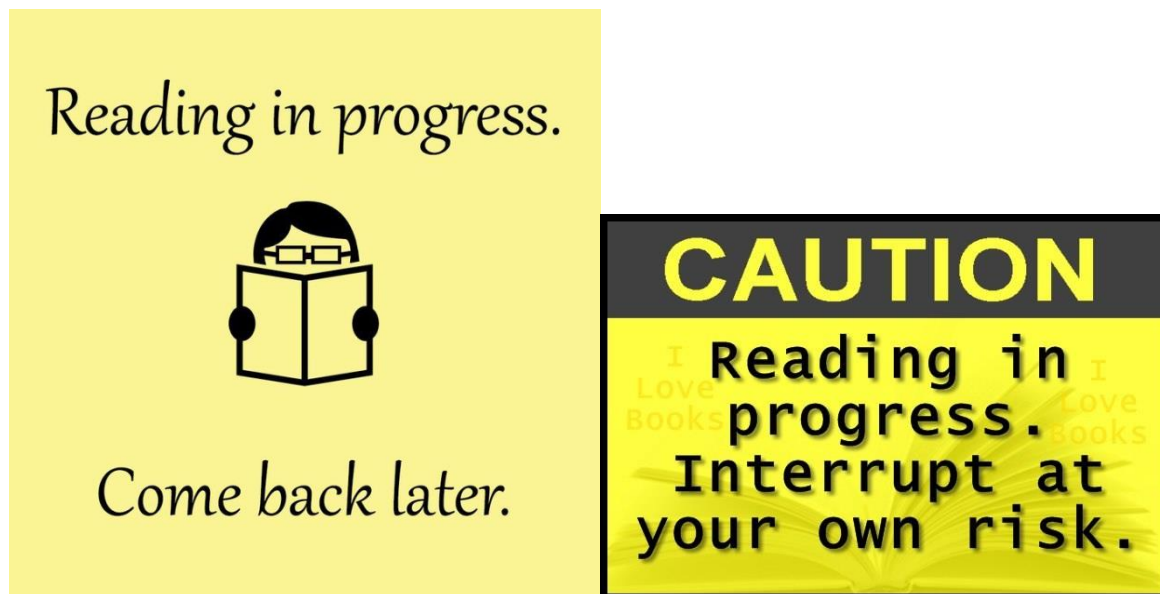 Reading in progress.
Come back later.
CAUTION
Reading in
progress.
Interrupt at
your own risk.
I
Love
Books
I
Love
Books